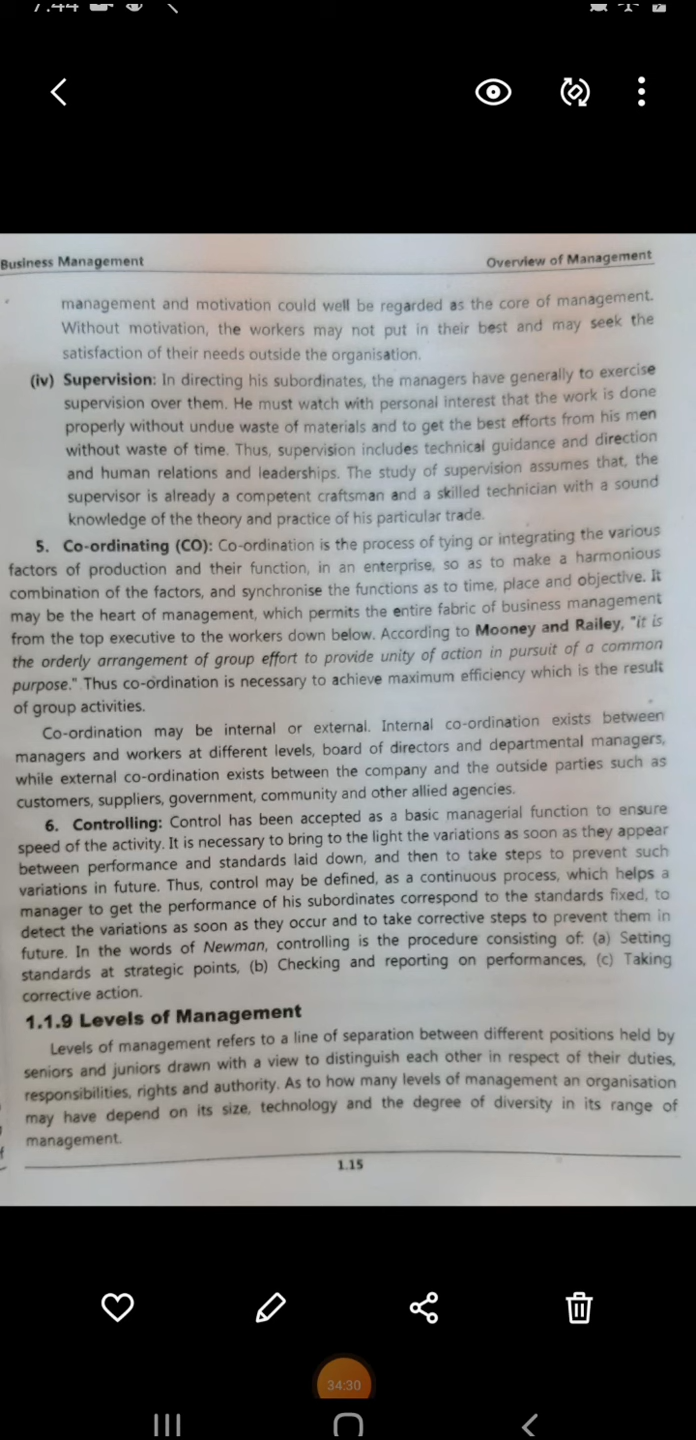 7:44
Business Management
Overview of Management
management and motivation could well be regarded as the core of management.
Without motivation, the workers may not put in their best and may seek the
satisfaction of their needs outside the organisation.
(iv) Supervision: In directing his subordinates, the managers have generally to exercise
supervision over them. He must watch with personal interest that the work is done
properly without undue waste of materials and to get the best efforts from his men
without waste of time. Thus, supervision includes technical guidance and direction
and human relations and leaderships. The study of supervision assumes that, the
supervisor is already a competent craftsman and a skilled technician with a sound
knowledge of the theory and practice of his particular trade.
5. Co-ordinating (CO): Co-ordination is the process of tying or integrating the various
factors of production and their function, in an enterprise, so as to make a harmonious
combination of the factors, and synchronise the functions as to time, place and objective. It
may be the heart of management, which permits the entire fabric of business management
from the top executive to the workers down below. According to Mooney and Railey, "it is
the orderly arrangement of group effort to provide unity of action in pursuit of a common
purpose." Thus co-ordination is necessary to achieve maximum efficiency which is the result
of group activities.
Co-ordination may be internal or external. Internal co-ordination exists between
managers and workers at different levels, board of directors and departmental managers,
while external co-ordination exists between the company and the outside parties such as
customers, suppliers, government, community and other allied agencies.
6. Controlling: Control has been accepted as a basic managerial function to ensure
speed of the activity. It is necessary to bring to the light the variations as soon as they appear
between performance and standards laid down, and then to take steps to prevent such
variations in future. Thus, control may be defined, as a continuous process, which helps a
manager to get the performance of his subordinates correspond to the standards fixed, to
detect the variations as soon as they occur and to take corrective steps to prevent them in
future. In the words of Newman, controlling is the procedure consisting of: (a) Setting
standards at strategic points, (b) Checking and reporting on performances, (c) Taking
corrective action.
1.1.9 Levels of Management
Levels of management refers to a line of separation between different positions held by
seniors and juniors drawn with a view to distinguish each other in respect of their duties,
responsibilities, rights and authority. As to how many levels of management an organisation
may have depend on its size, technology and the degree of diversity in its range of
management.
1.15
34:30